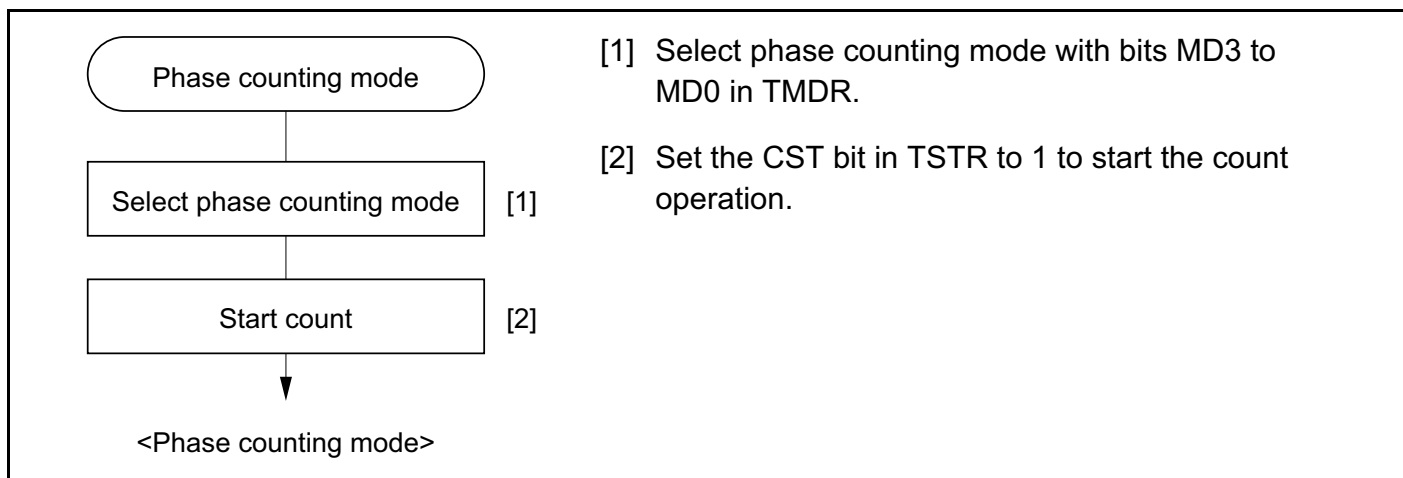 Phase counting mode
Select phase counting mode [1]
Start count [2]
<Phase counting mode>
[1] Select phase counting mode with bits MD3 to
MD0 in TMDR.
[2] Set the CST bit in TSTR to 1 to start the count
operation.